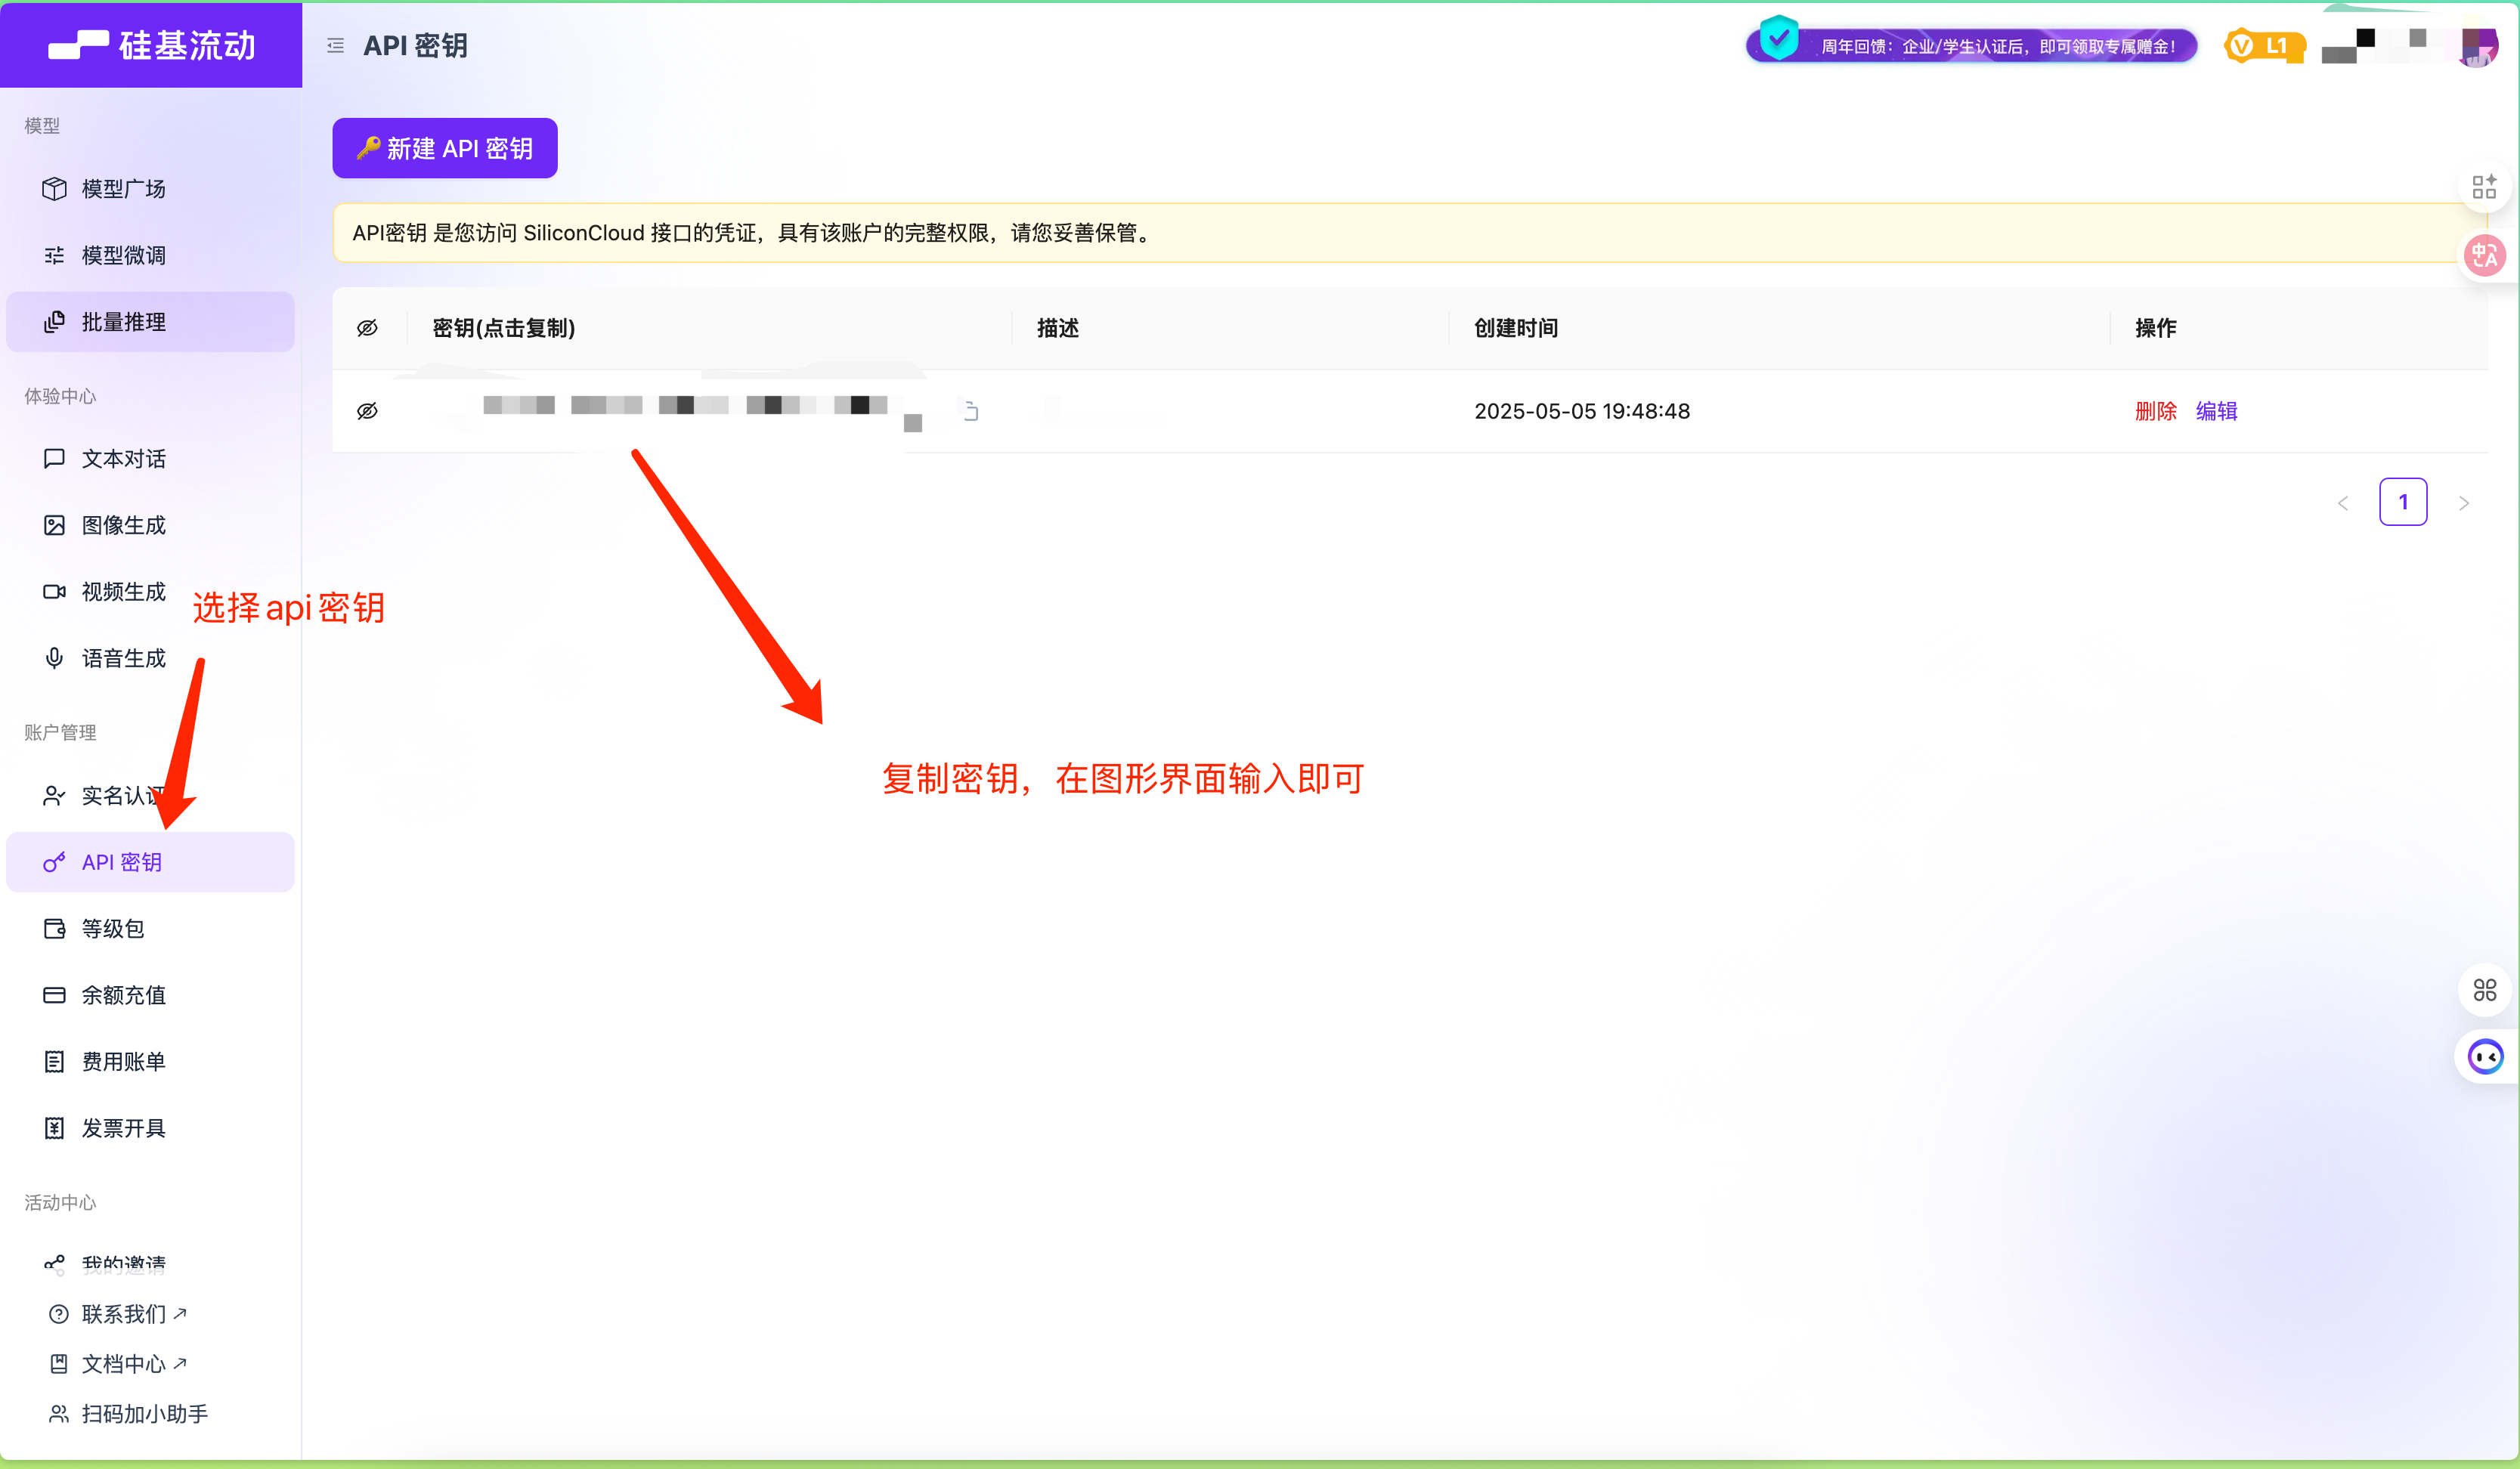 硅基流动
API 密钥
周年回馈：企业/学生认证后，即可领取专属赠金！
L1
模型
模型广场
模型微调
批量推理
体验中心
文本对话
图像生成
视频生成
语音生成
账户管理
实名认证
API 密钥
等级包
余额充值
费用账单
发票开具
活动中心
我的邀请
联系我们
文档中心
扫码加小助手
🔑新建 API 密钥
API密钥 是您访问 SiliconCloud 接口的凭证，具有该账户的完整权限，请您妥善保管。
密钥(点击复制) 描述 创建时间 操作
2025-05-05 19:48:48 删除 编辑
1
选择api密钥
复制密钥，在图形界面输入即可